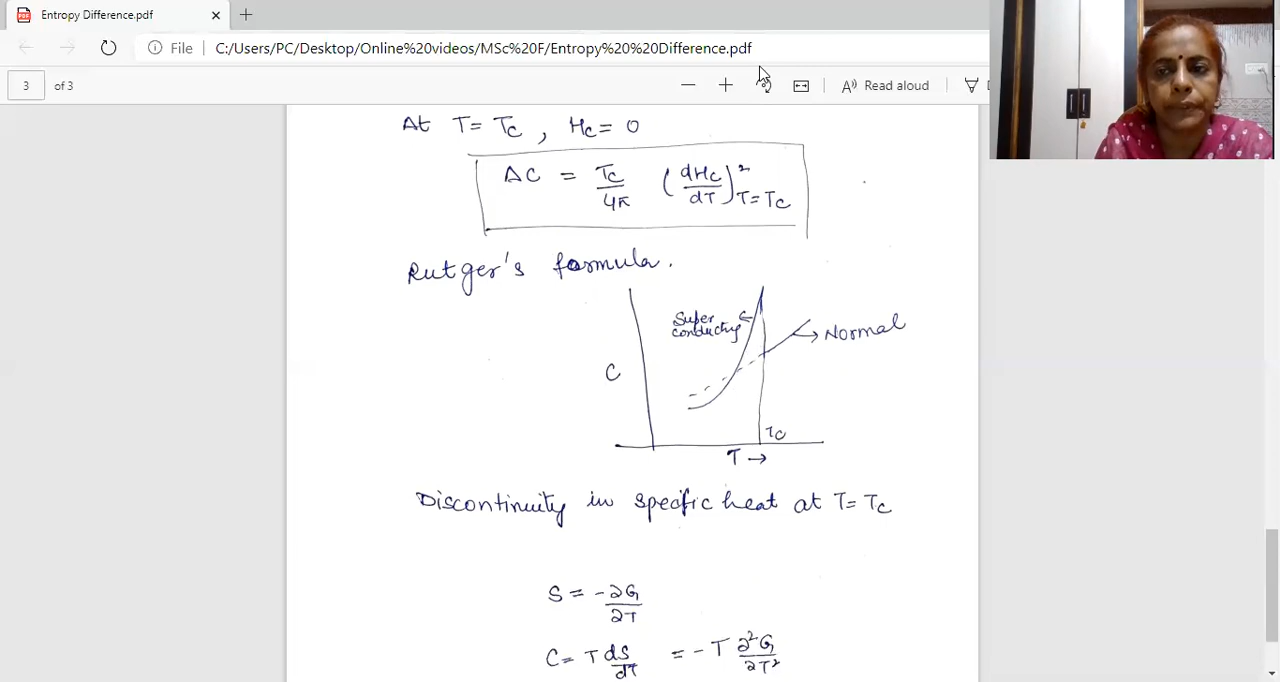 Entropy Difference.pdf
File C:/Users/PC/Desktop/Online%20videos/MSc%20F/Entropy%20%20Difference.pdf
3 of 3 Read aloud
At T = Tc , Hc = 0
ΔC = Tc/4π (dHc/dT)²T=Tc
Rutger's formula.
Super
conducting
Normal
C
Tc
T →
Discontinuity in specific heat at T = Tc
S = -∂G/∂T
C = T dS/dT = -T ∂²G/∂T²